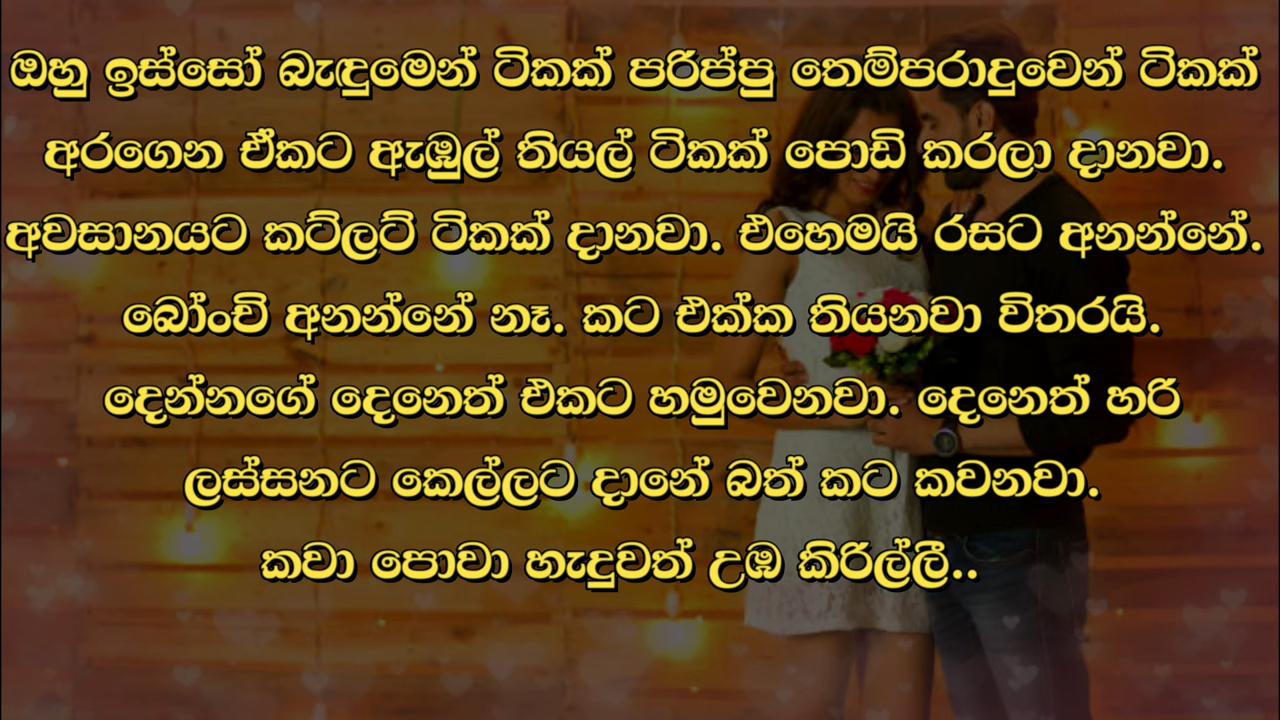 ඔහු ඉස්සෝ බැඳුමෙන් ටිකක් පරිප්පු තෙම්පරාදුවෙන් ටිකක්
අරගෙන ඒකට ඇඹුල් තියල් ටිකක් පොඩි කරලා දානවා.
අවසානයට කට්ලට් ටිකක් දානවා. එහෙමයි රසට අනන්නේ.
බෝංචි අනන්නේ නෑ. කට එක්ක තියනවා විතරයි.
දෙන්නගේ දෙනෙත් එකට හමුවෙනවා. දෙනෙත් හරි
ලස්සනට කෙල්ලට දානේ බත් කට කවනවා.
කවා පොවා හැදුවත් උඹ කිරිල්ලී..